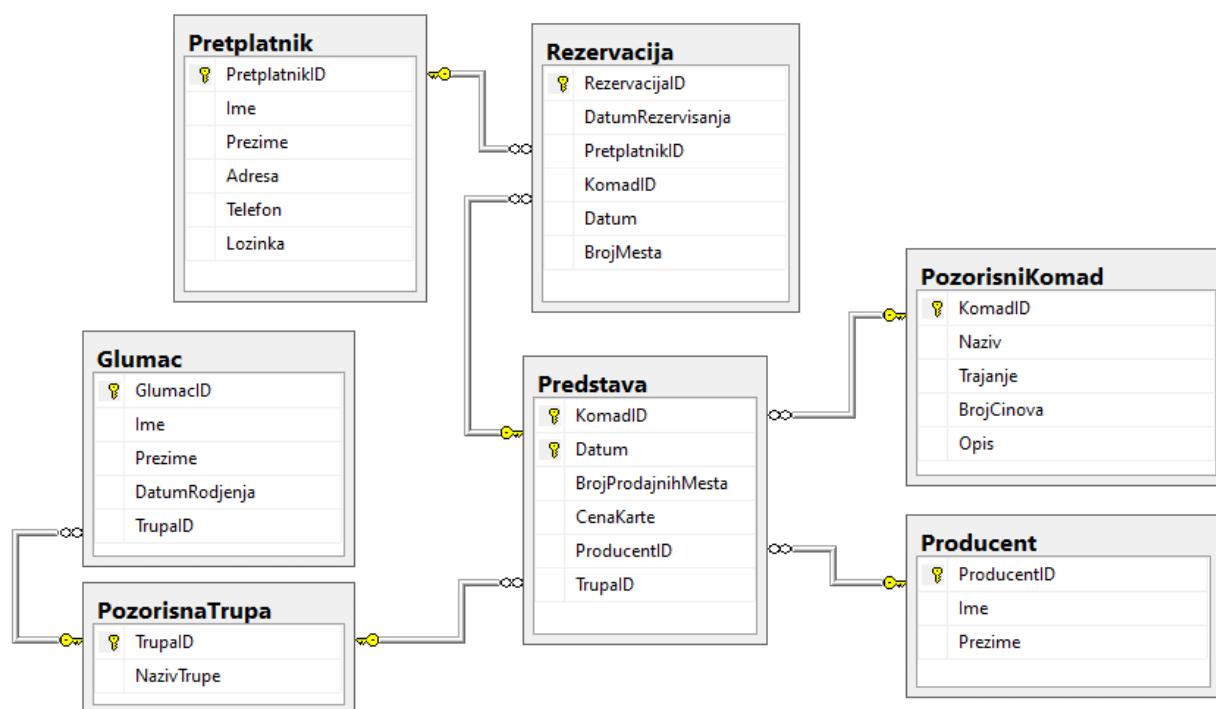 Pretplatnik
PretplatnikID
Ime
Prezime
Adresa
Telefon
Lozinka
Rezervacija
RezervacijaID
DatumRezervisanja
PretplatnikID
KomadID
Datum
BrojMesta
PozorisniKomad
KomadID
Naziv
Trajanje
BrojCinova
Opis
Glumac
GlumacID
Ime
Prezime
DatumRodjenja
TrupaID
Predstava
KomadID
Datum
BrojProdajnihMesta
CenaKarte
ProducentID
TrupaID
Producent
ProducentID
Ime
Prezime
PozorisnaTrupa
TrupaID
NazivTrupe